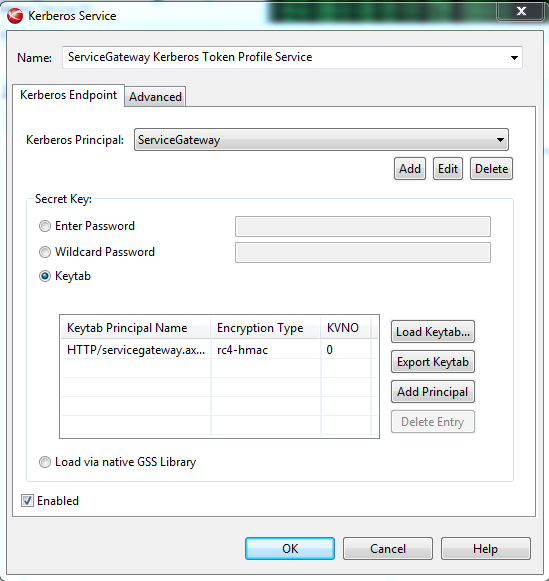 Kerberos Service
Name: ServiceGateway Kerberos Token Profile Service
Kerberos Endpoint Advanced
Kerberos Principal: ServiceGateway
Add Edit Delete
Secret Key:
Enter Password
Wildcard Password
Keytab
Keytab Principal Name Encryption Type KVNO
HTTP/servicegateway.ax... rc4-hmac 0
Load Keytab...
Export Keytab
Add Principal
Delete Entry
Load via native GSS Library
Enabled
OK Cancel Help